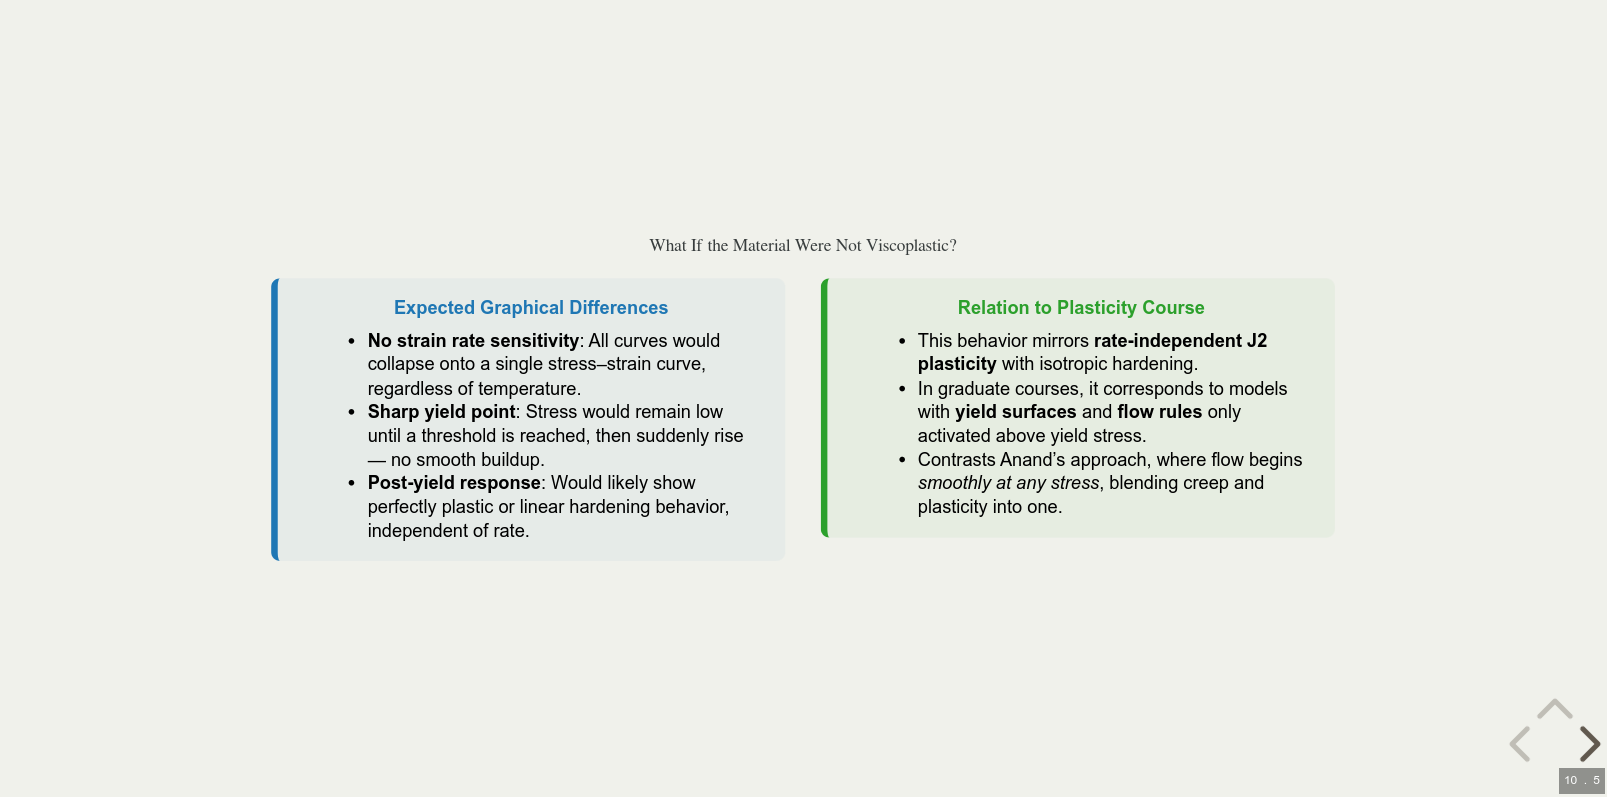 What If the Material Were Not Viscoplastic?
Expected Graphical Differences
• No strain rate sensitivity: All curves would
collapse onto a single stress–strain curve,
regardless of temperature.
• Sharp yield point: Stress would remain low
until a threshold is reached, then suddenly rise
— no smooth buildup.
• Post-yield response: Would likely show
perfectly plastic or linear hardening behavior,
independent of rate.
Relation to Plasticity Course
• This behavior mirrors rate-independent J2
plasticity with isotropic hardening.
• In graduate courses, it corresponds to models
with yield surfaces and flow rules only
activated above yield stress.
• Contrasts Anand’s approach, where flow begins
smoothly at any stress, blending creep and
plasticity into one.
10 . 5